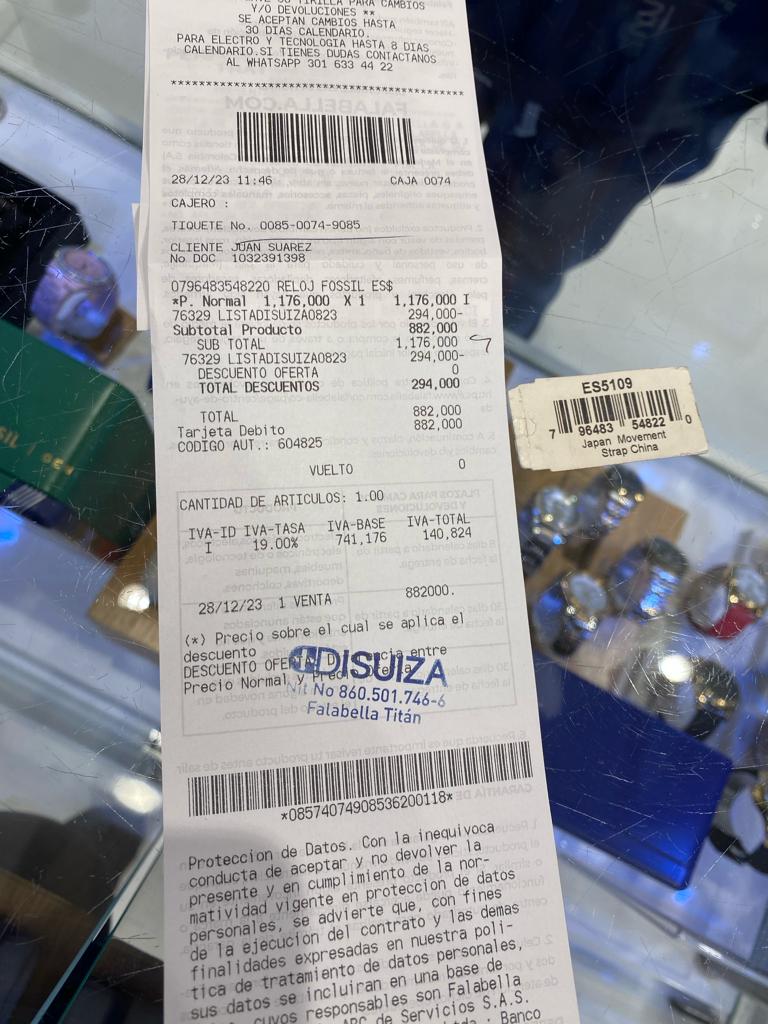 Y/O DEVOLUCIONES **
SE ACEPTAN CAMBIOS HASTA
30 DIAS CALENDARIO.
PARA ELECTRO Y TECNOLOGIA HASTA 8 DIAS
CALENDARIO.SI TIENES DUDAS CONTACTANOS
AL WHATSAPP 301 633 44 22
28/12/23 11:46 CAJA 0074
CAJERO :
TIQUETE No. 0085-0074-9085
CLIENTE JUAN SUAREZ
No DOC 1032391398
0796483548220 RELOJ FOSSIL ES$
*P. Normal 1,176,000 X 1 1,176,000 I
76329 LISTADISUIZA0823 294,000-
Subtotal Producto 882,000
SUB TOTAL 1,176,000
76329 LISTADISUIZA0823 294,000-
DESCUENTO OFERTA 0
TOTAL DESCUENTOS 294,000
TOTAL 882,000
Tarjeta Debito 882,000
CODIGO AUT.: 604825
VUELTO 0
CANTIDAD DE ARTICULOS: 1.00
IVA-ID IVA-TASA IVA-BASE IVA-TOTAL
I 19.00% 741,176 140,824
28/12/23 1 VENTA 882000.
(*) Precio sobre el cual se aplica el
descuento
DESCUENTO OFERTA Diferencia entre
Precio Normal y Precio Oferta
DISUIZA
Nit No 860.501.746-6
Falabella Titán
*08574074908536200118*
Proteccion de Datos. Con la inequivoca
conducta de aceptar y no devolver la
presente y en cumplimiento de la nor-
matividad vigente en proteccion de datos
personales, se advierte que, con fines
de la ejecucion del contrato y las demas
finalidades expresadas en nuestra poli-
tica de tratamiento de datos personales,
sus datos se incluiran en una base de
cuyos responsables son Falabella
ABC de Servicios S.A.S.
Banco
ES5109
7 96483 54822 0
Japan Movement
Strap China